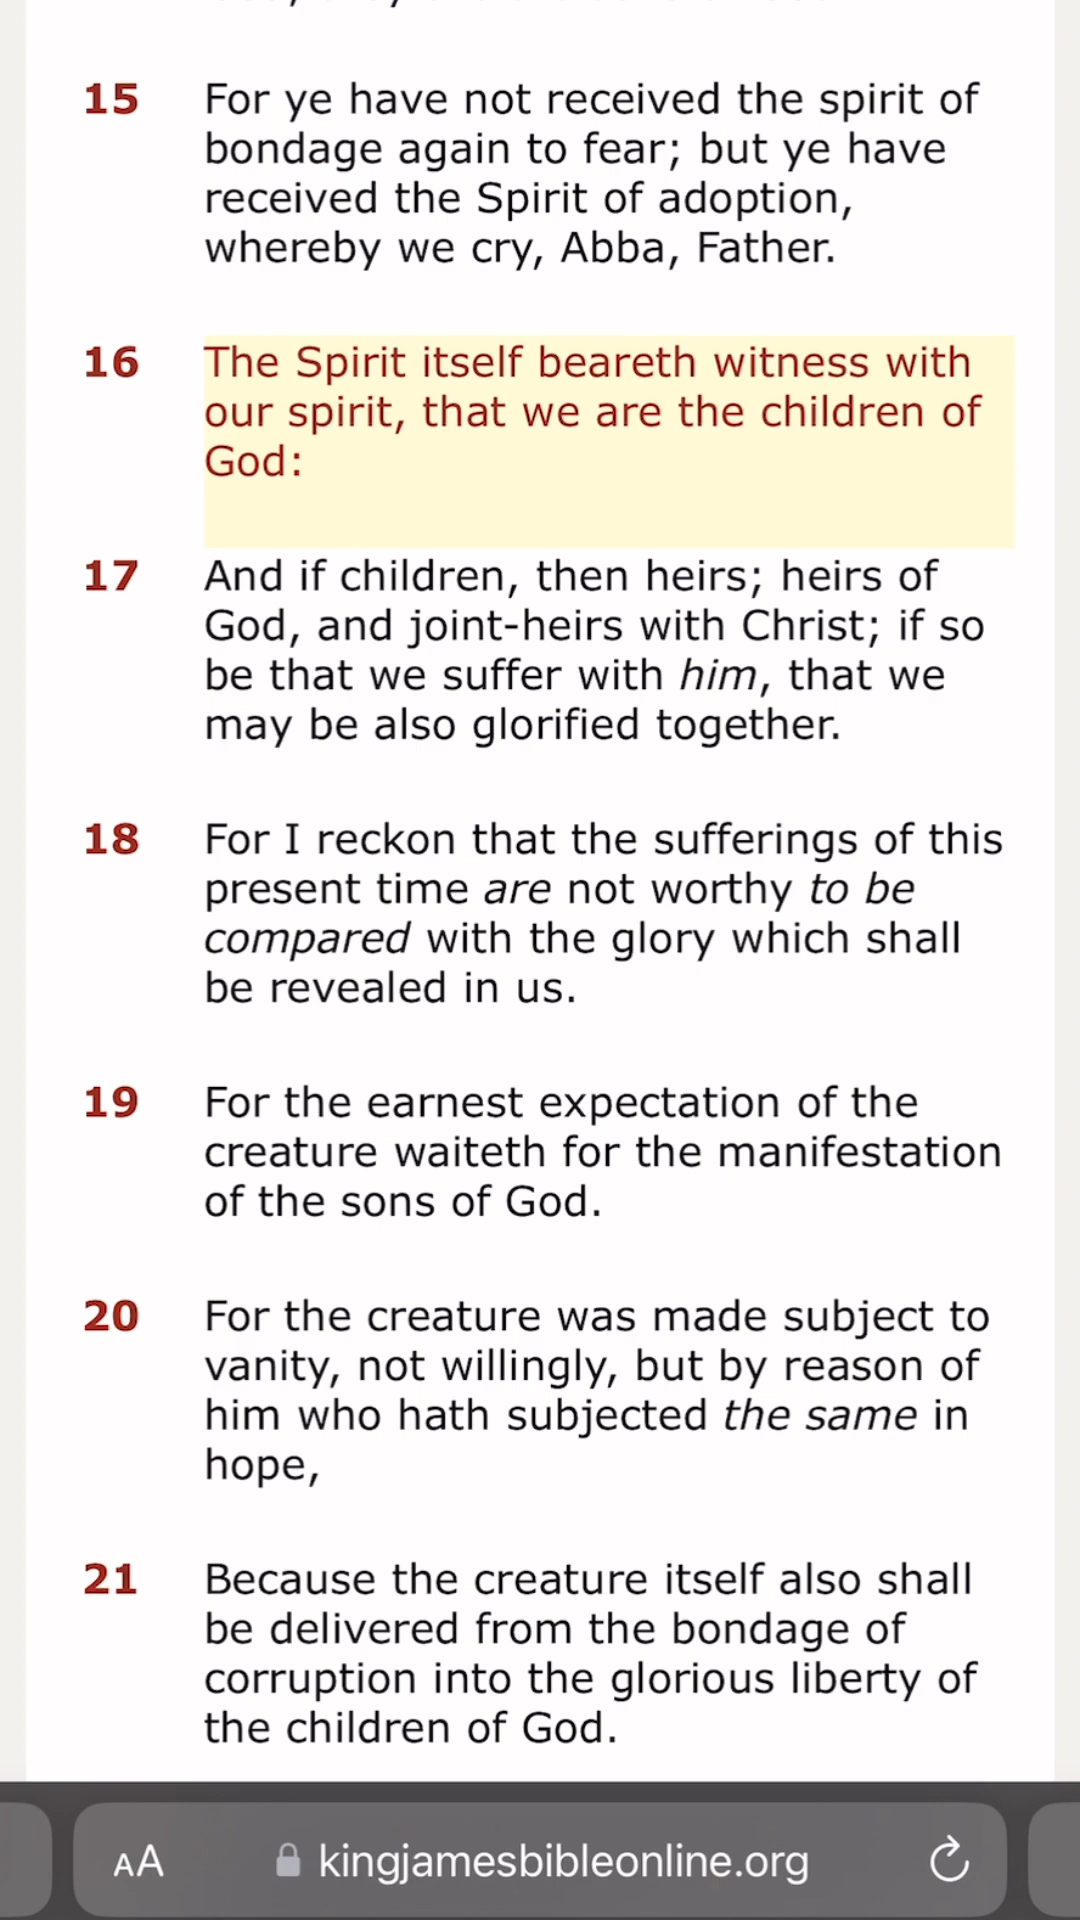 15 For ye have not received the spirit of
bondage again to fear; but ye have
received the Spirit of adoption,
whereby we cry, Abba, Father.
16 The Spirit itself beareth witness with
our spirit, that we are the children of
God:
17 And if children, then heirs; heirs of
God, and joint-heirs with Christ; if so
be that we suffer with him, that we
may be also glorified together.
18 For I reckon that the sufferings of this
present time are not worthy to be
compared with the glory which shall
be revealed in us.
19 For the earnest expectation of the
creature waiteth for the manifestation
of the sons of God.
20 For the creature was made subject to
vanity, not willingly, but by reason of
him who hath subjected the same in
hope,
21 Because the creature itself also shall
be delivered from the bondage of
corruption into the glorious liberty of
the children of God.
AA kingjamesbibleonline.org